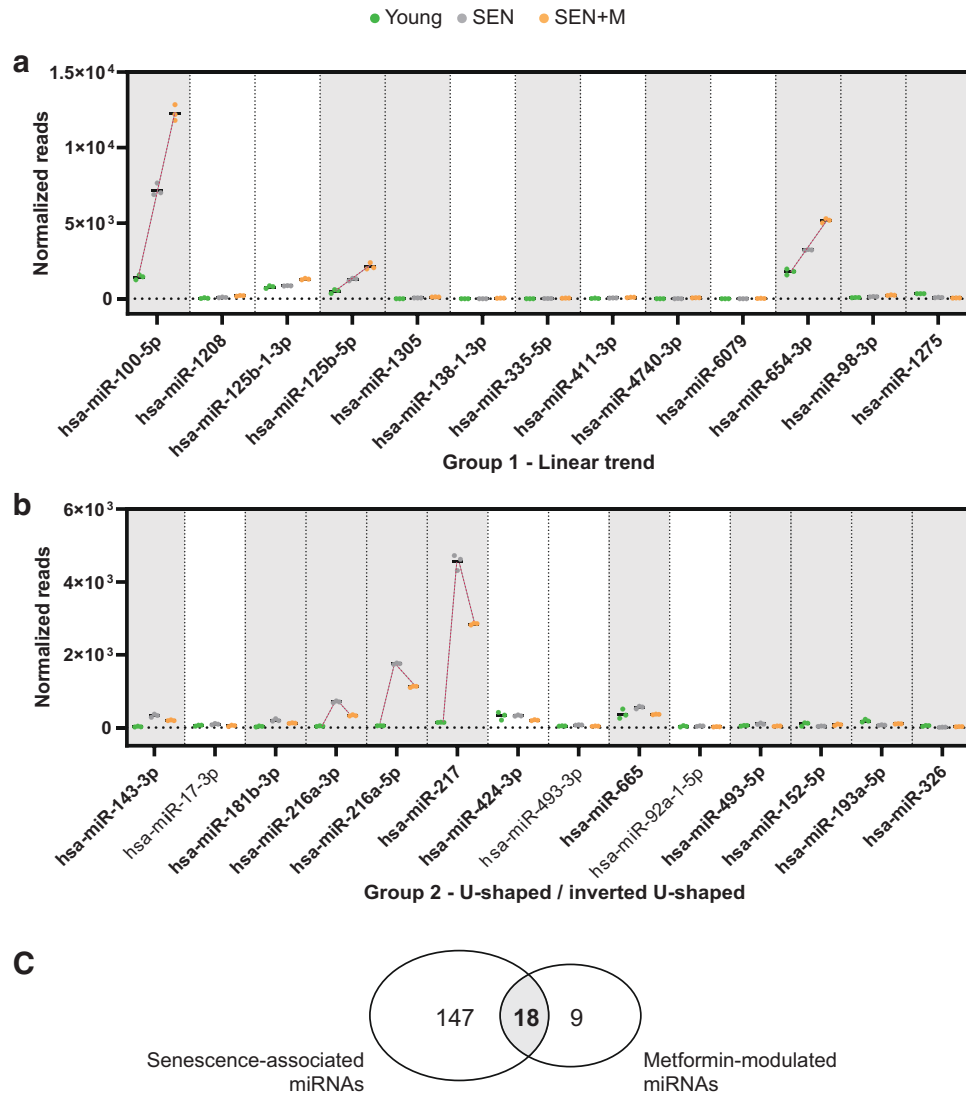 Young SEN SEN+M
a
1.5×10⁴
1×10⁴
5×10³
0
Normalized reads
hsa-miR-100-5p
hsa-miR-1208
hsa-miR-125b-1-3p
hsa-miR-125b-5p
hsa-miR-1305
hsa-miR-138-1-3p
hsa-miR-335-5p
hsa-miR-411-3p
hsa-miR-4740-3p
hsa-miR-6079
hsa-miR-654-3p
hsa-miR-98-3p
hsa-miR-1275
Group 1 - Linear trend
b
6×10³
4×10³
2×10³
0
Normalized reads
hsa-miR-143-3p
hsa-miR-17-3p
hsa-miR-181b-3p
hsa-miR-216a-3p
hsa-miR-216a-5p
hsa-miR-217
hsa-miR-424-3p
hsa-miR-493-3p
hsa-miR-665
hsa-miR-92a-1-5p
hsa-miR-493-5p
hsa-miR-152-5p
hsa-miR-193a-5p
hsa-miR-326
Group 2 - U-shaped / inverted U-shaped
C
147 18 9
Senescence-associated
miRNAs
Metformin-modulated
miRNAs